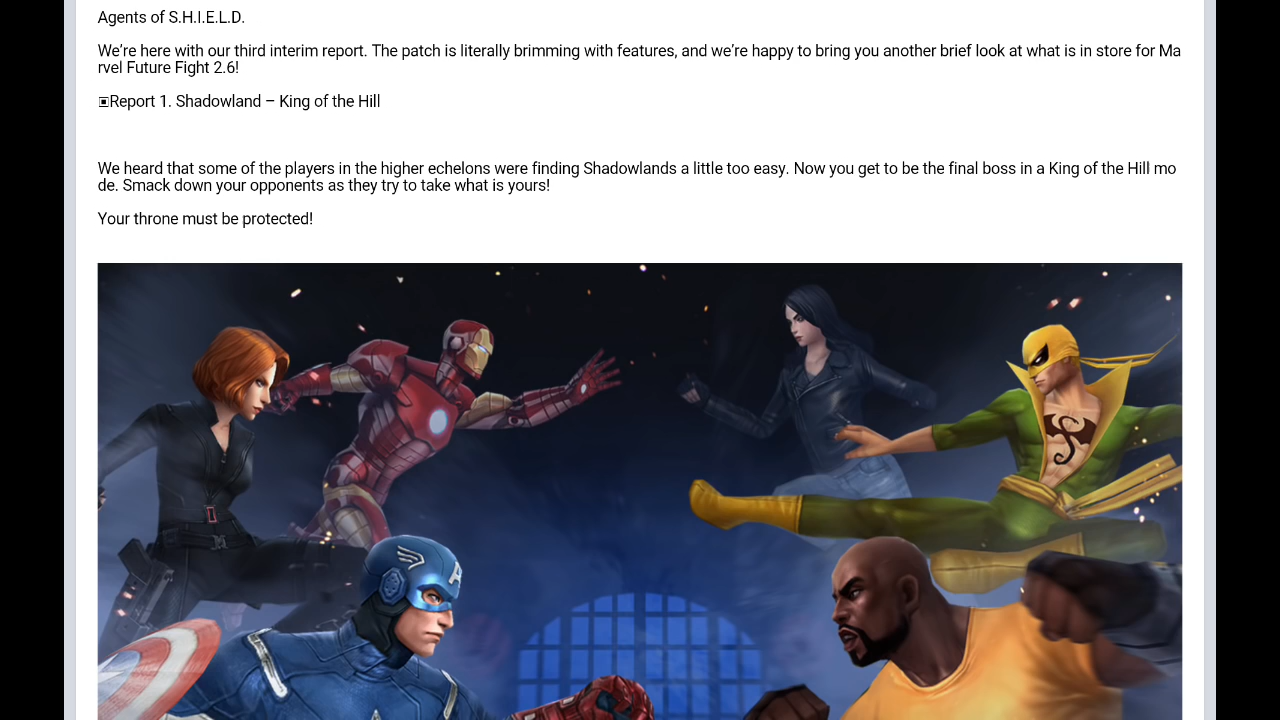 Agents of S.H.I.E.L.D.
We’re here with our third interim report. The patch is literally brimming with features, and we’re happy to bring you another brief look at what is in store for Ma
rvel Future Fight 2.6!
▣Report 1. Shadowland – King of the Hill
We heard that some of the players in the higher echelons were finding Shadowlands a little too easy. Now you get to be the final boss in a King of the Hill mo
de. Smack down your opponents as they try to take what is yours!
Your throne must be protected!